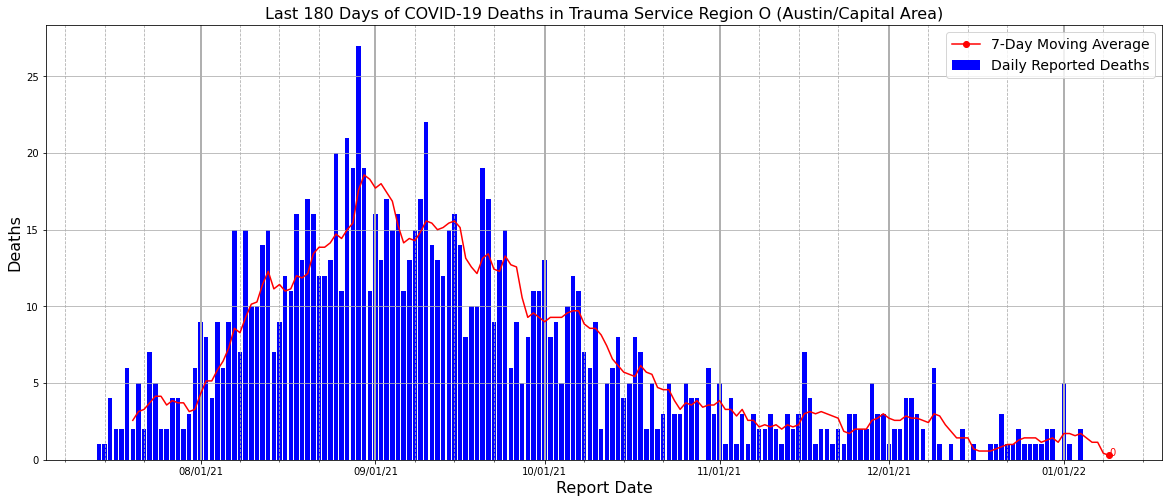 Last 180 Days of COVID-19 Deaths in Trauma Service Region O (Austin/Capital Area)
7-Day Moving Average
Daily Reported Deaths
Deaths
25
20
15
10
5
0
0
08/01/21
09/01/21
10/01/21
11/01/21
12/01/21
01/01/22
Report Date